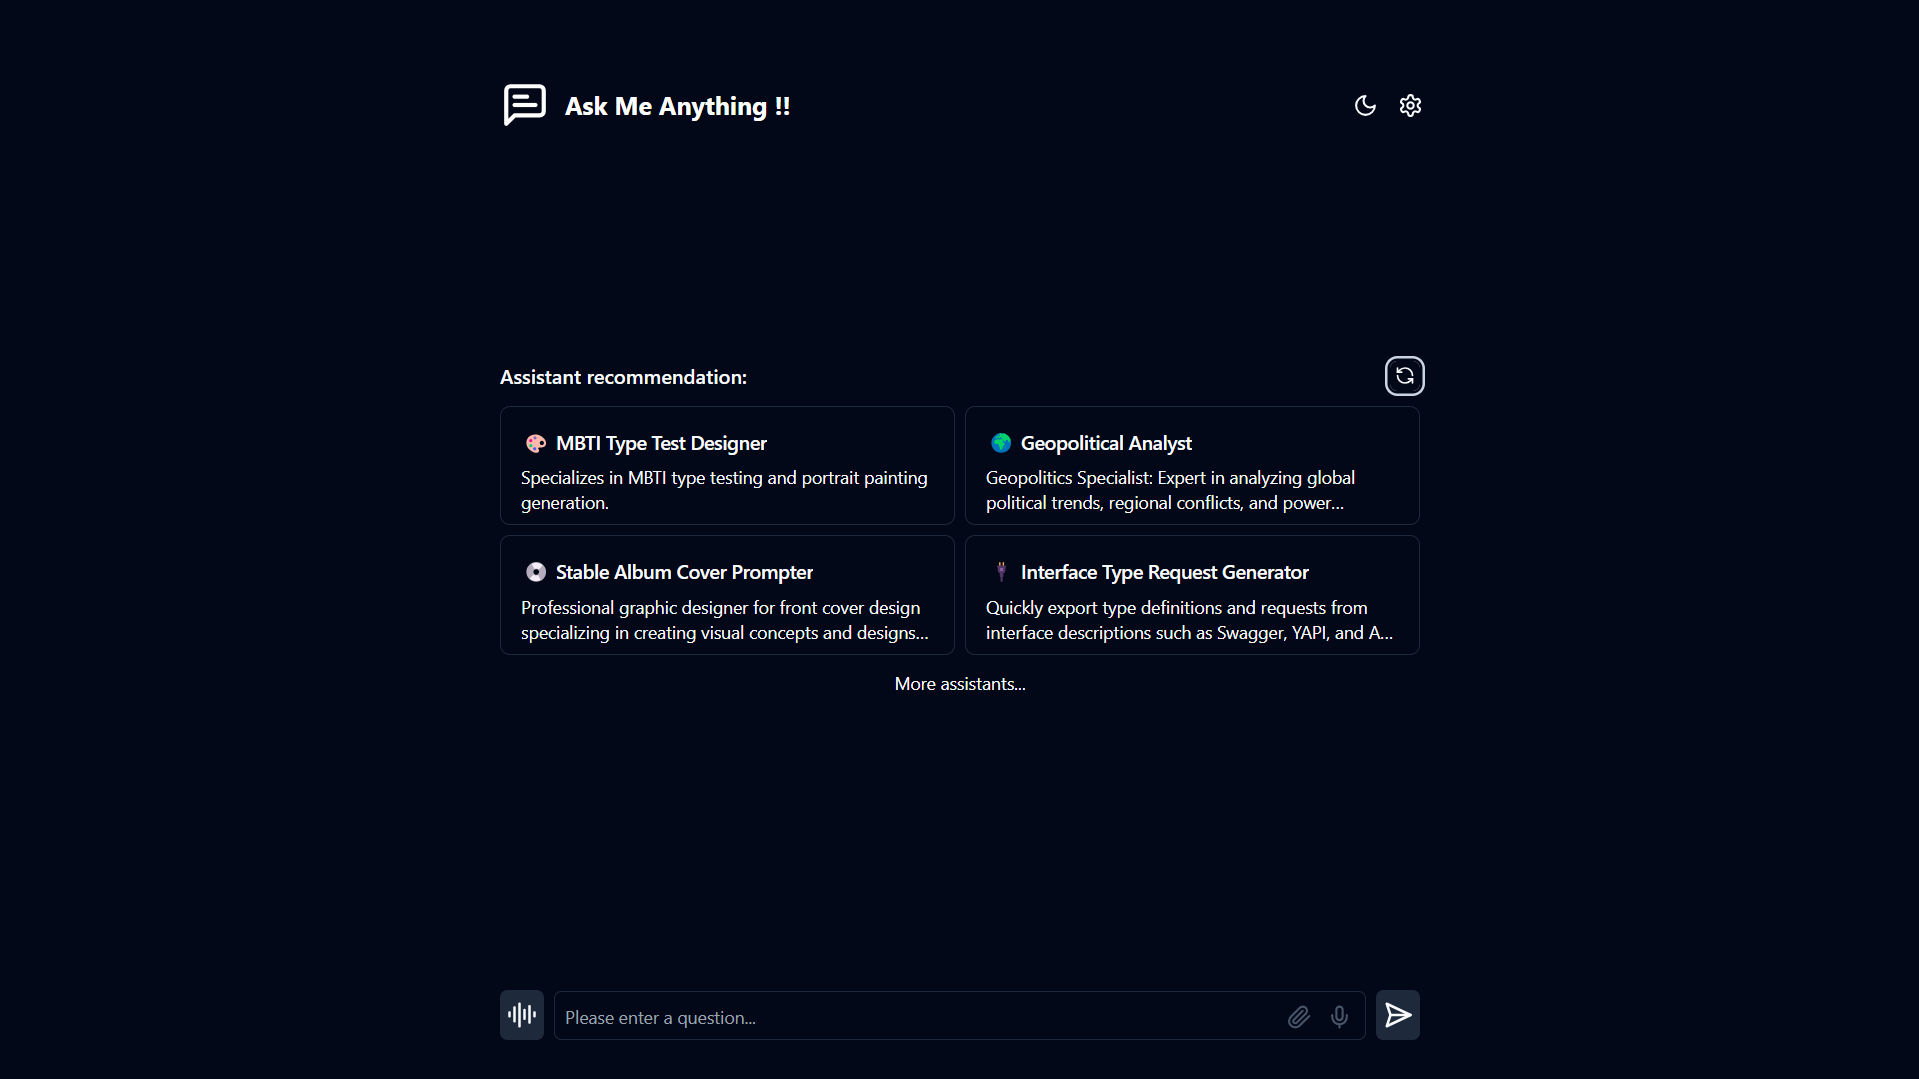 Ask Me Anything !!
Assistant recommendation:
MBTI Type Test Designer
Specializes in MBTI type testing and portrait painting
generation.
Geopolitical Analyst
Geopolitics Specialist: Expert in analyzing global
political trends, regional conflicts, and power...
Stable Album Cover Prompter
Professional graphic designer for front cover design
specializing in creating visual concepts and designs...
Interface Type Request Generator
Quickly export type definitions and requests from
interface descriptions such as Swagger, YAPI, and A...
More assistants...
Please enter a question...